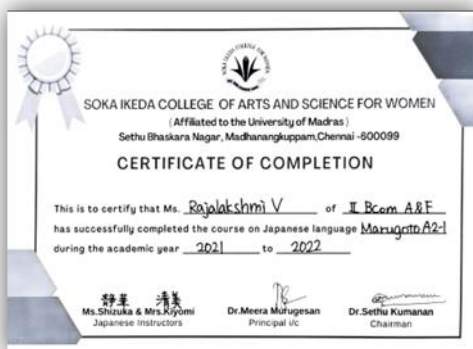 SOKA IKEDA COLLEGE OF ARTS AND SCIENCE FOR WOMEN
(Affiliated to the University of Madras)
Sethu Bhaskara Nagar, Madhanangkuppam,Chennai -600099
CERTIFICATE OF COMPLETION
This is to certify that Ms. Rajalakshmi V of II Bcom A&F
has successfully completed the course on Japanese language Marugoto A2-1
during the academic year 2021 to 2022
清美
Ms.Shizuka & Mrs.Kiyomi Dr.Meera Murugesan Dr.Sethu Kumanan
Japanese Instructors Principal i/c Chairman